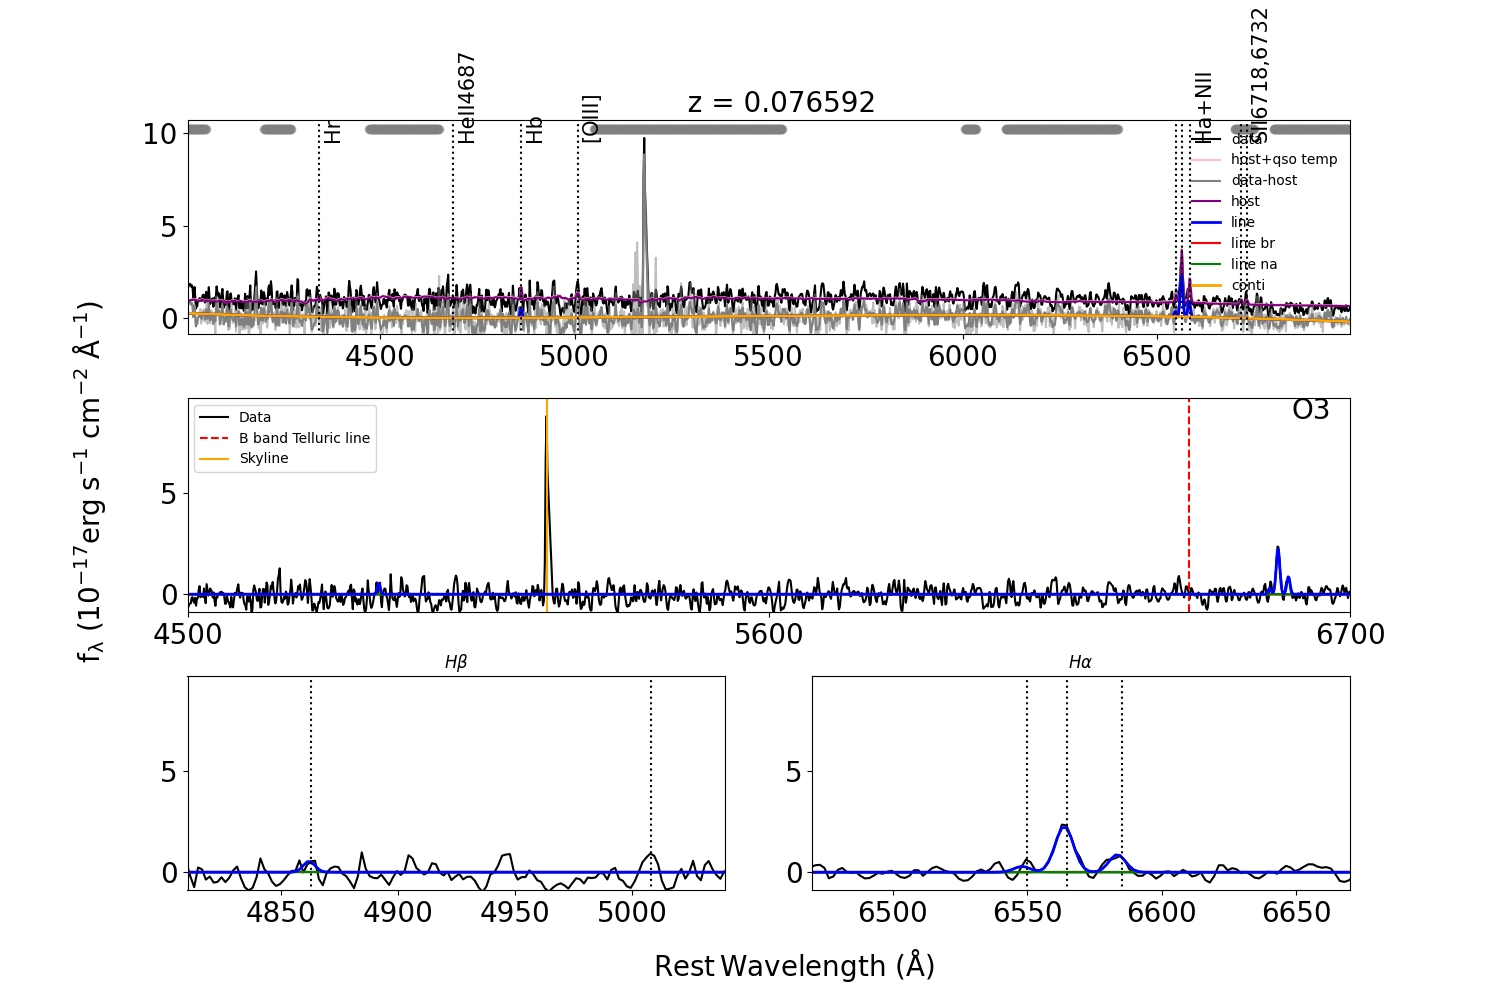 z = 0.076592
Hr
HeII4687
Hb
[OIII]
Ha+NII
SII6718,6732
10
5
0
data
host+qso temp
data-host
host
line
line br
line na
conti
4500 5000 5500 6000 6500
f_λ (10⁻¹⁷erg s⁻¹ cm⁻² Å⁻¹)
O3
Data
B band Telluric line
Skyline
5
0
4500 5600 6700
Hβ
5
0
4850 4900 4950 5000
Hα
5
0
6500 6550 6600 6650
Rest Wavelength (Å)